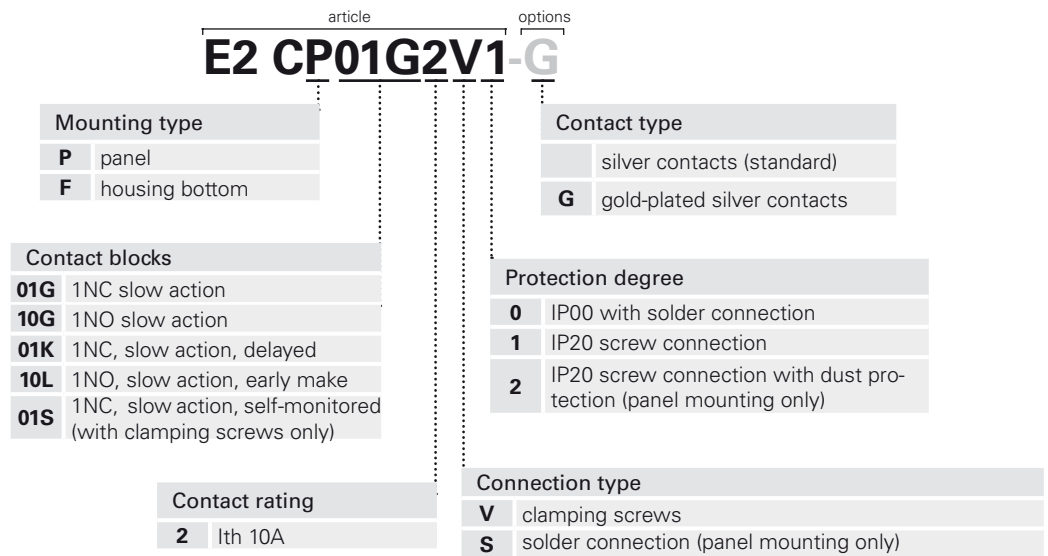 article
options
E2 CP01G2V1-G
Mounting type
P panel
F housing bottom
Contact type
silver contacts (standard)
G gold-plated silver contacts
Contact blocks
01G 1NC slow action
10G 1NO slow action
01K 1NC, slow action, delayed
10L 1NO, slow action, early make
01S 1NC, slow action, self-monitored
(with clamping screws only)
Protection degree
0 IP00 with solder connection
1 IP20 screw connection
2 IP20 screw connection with dust pro-
tection (panel mounting only)
Contact rating
2 Ith 10A
Connection type
V clamping screws
S solder connection (panel mounting only)